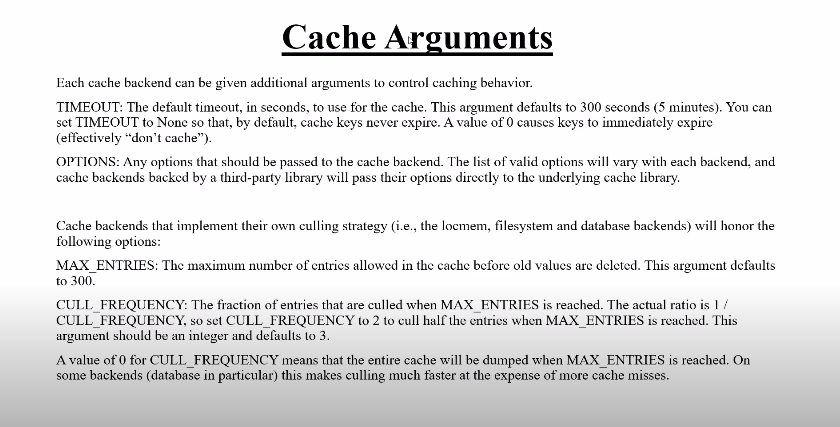 Cache Arguments
Each cache backend can be given additional arguments to control caching behavior.
TIMEOUT: The default timeout, in seconds, to use for the cache. This argument defaults to 300 seconds (5 minutes). You can
set TIMEOUT to None so that, by default, cache keys never expire. A value of 0 causes keys to immediately expire
(effectively “don’t cache”).
OPTIONS: Any options that should be passed to the cache backend. The list of valid options will vary with each backend, and
cache backends backed by a third-party library will pass their options directly to the underlying cache library.
Cache backends that implement their own culling strategy (i.e., the locmem, filesystem and database backends) will honor the
following options:
MAX_ENTRIES: The maximum number of entries allowed in the cache before old values are deleted. This argument defaults
to 300.
CULL_FREQUENCY: The fraction of entries that are culled when MAX_ENTRIES is reached. The actual ratio is 1 /
CULL_FREQUENCY, so set CULL_FREQUENCY to 2 to cull half the entries when MAX_ENTRIES is reached. This
argument should be an integer and defaults to 3.
A value of 0 for CULL_FREQUENCY means that the entire cache will be dumped when MAX_ENTRIES is reached. On
some backends (database in particular) this makes culling much faster at the expense of more cache misses.